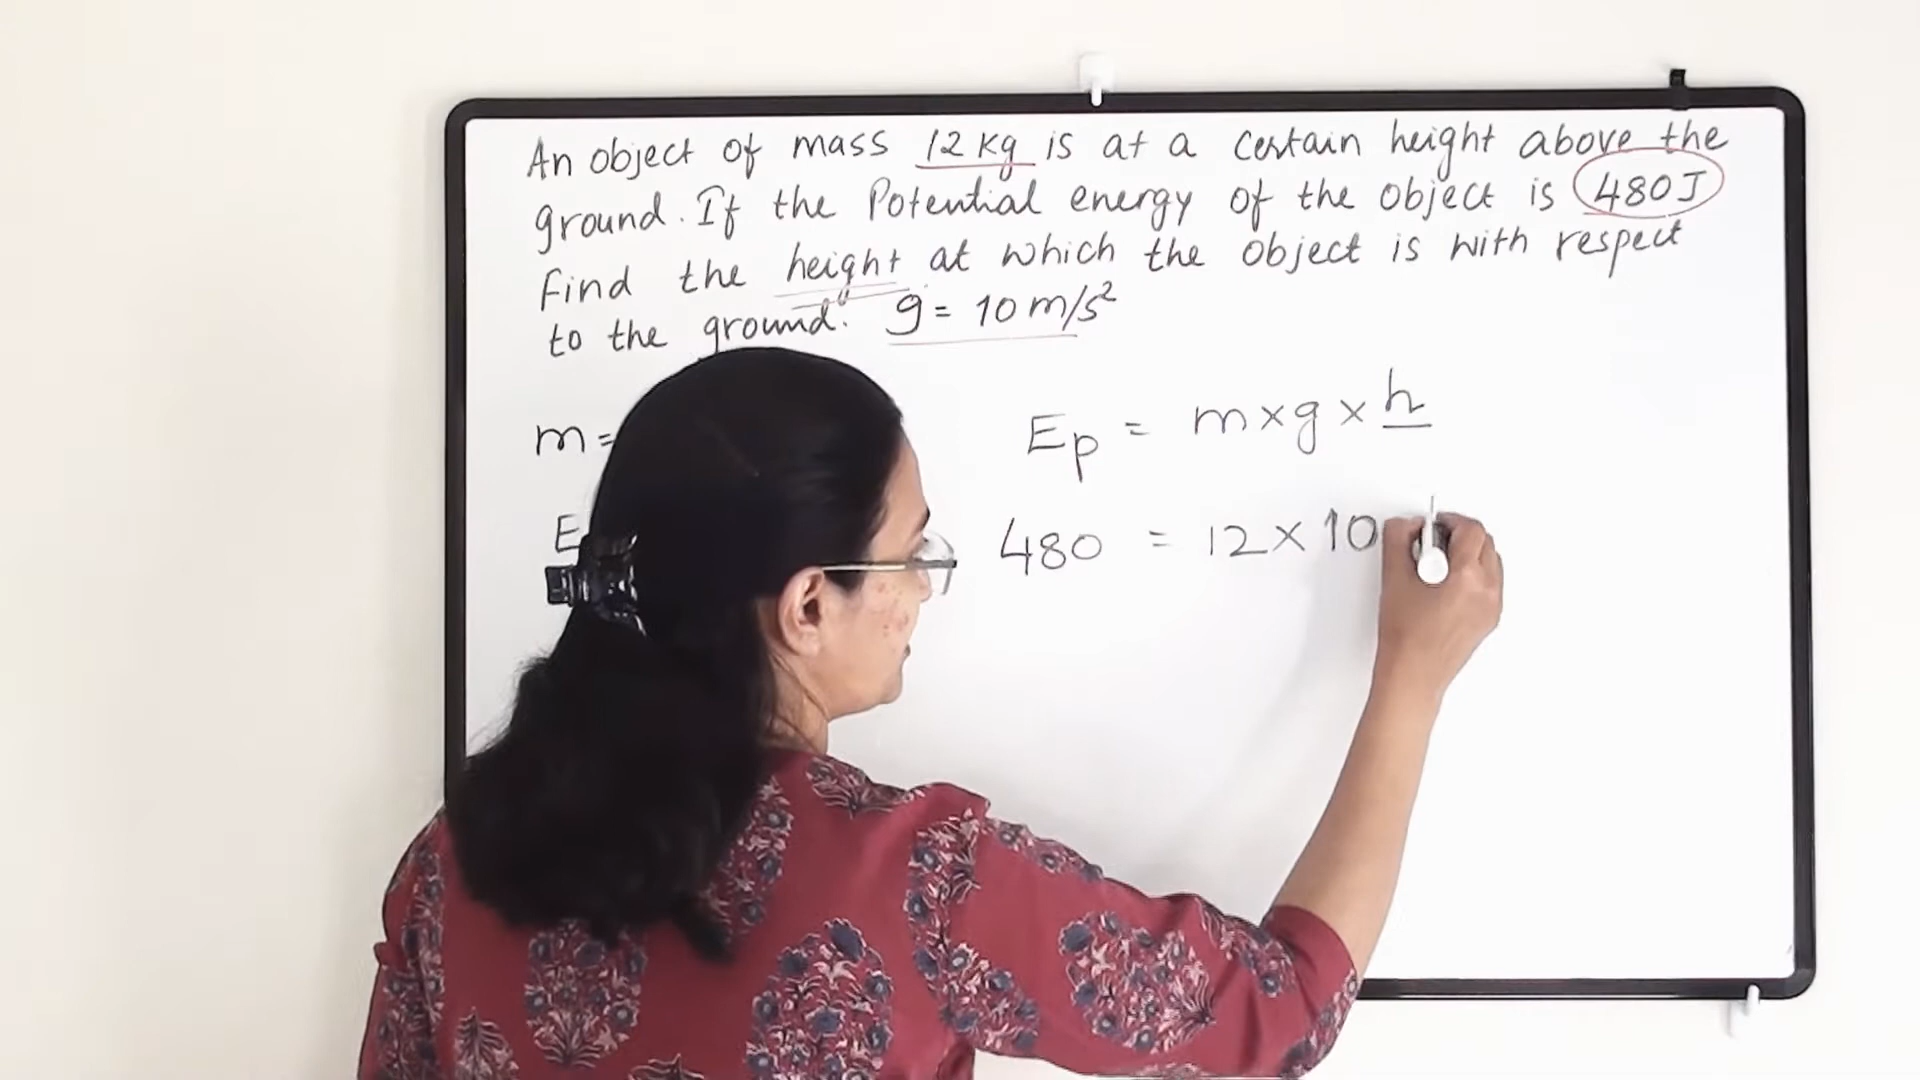 An object of mass 12 kg is at a certain height above the
ground. If the Potential energy of the object is 480J
Find the height at which the object is with respect
to the ground. g = 10 m/s²
m =
Ep = m × g × h
E
480 = 12 × 10